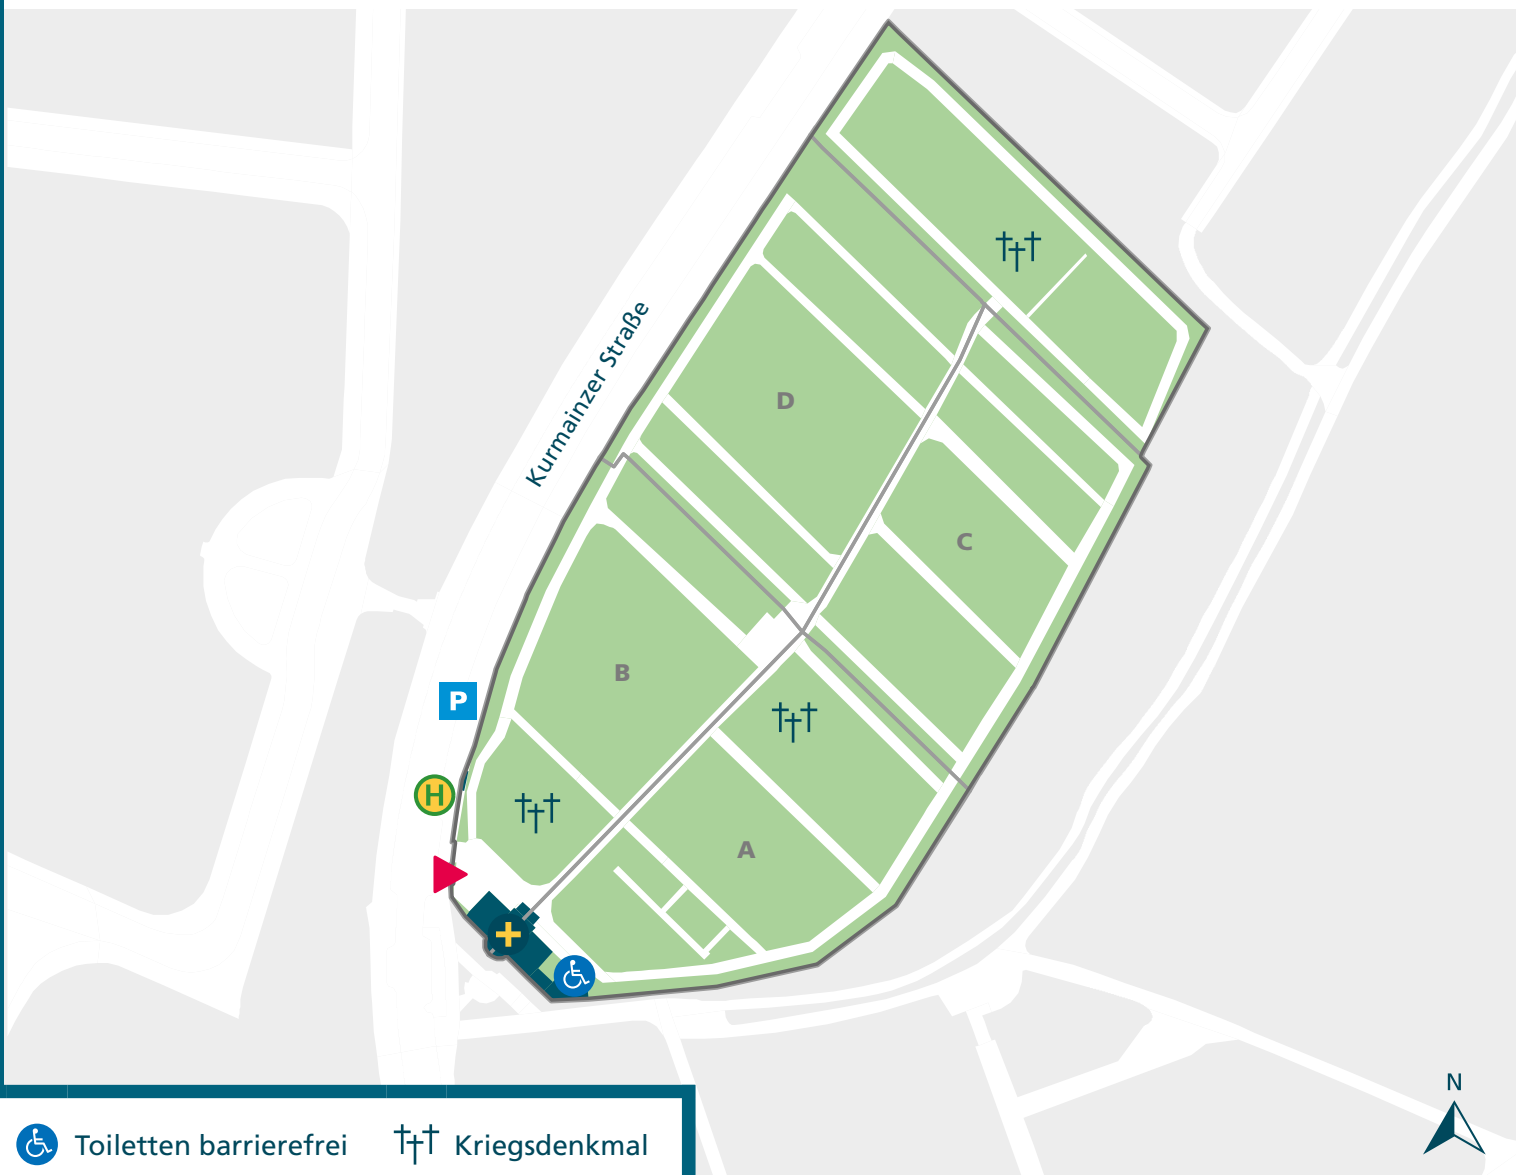 Kurmainzer Straße
D
C
B
P
H
A
N
Toiletten barrierefrei
Kriegsdenkmal